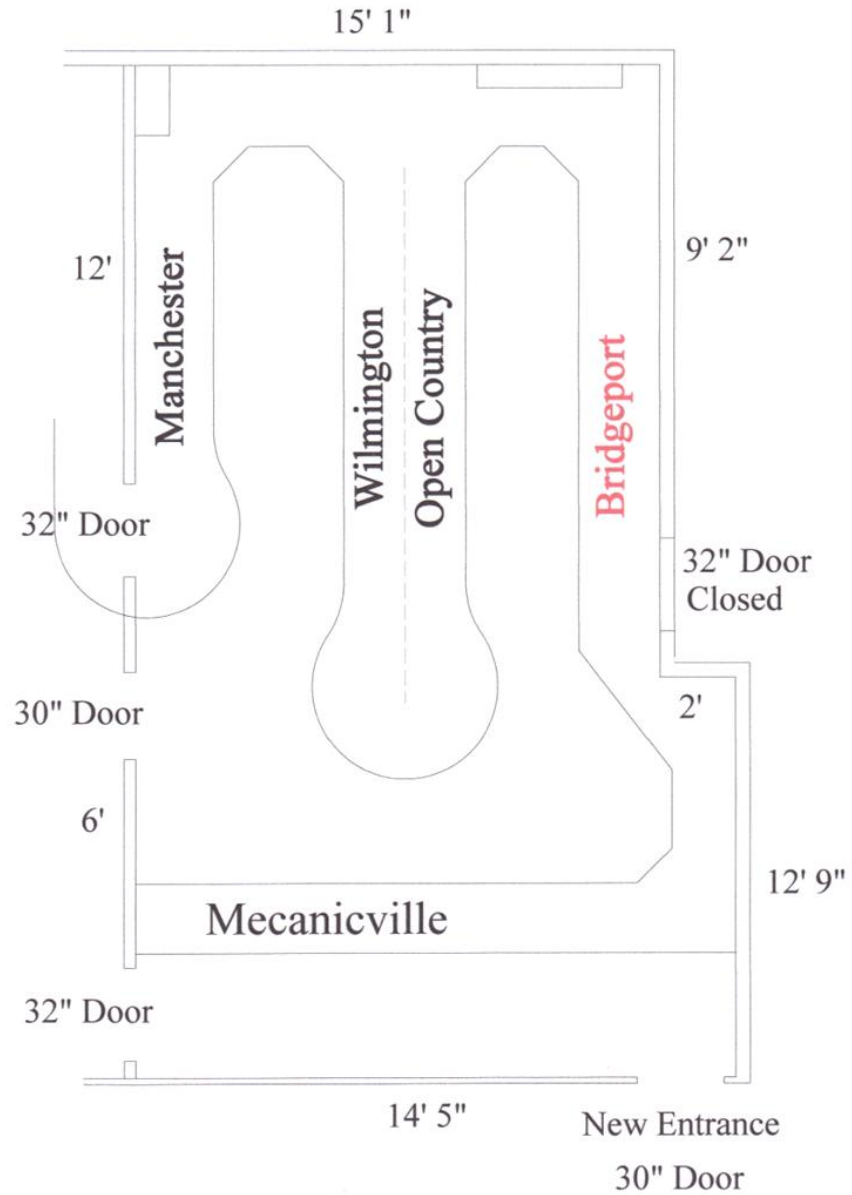 15' 1"
9' 2"
12'
Manchester
Wilmington
Open Country
Bridgeport
32" Door
32" Door
Closed
30" Door
2'
6'
12' 9"
Mecanicville
32" Door
14' 5"
New Entrance
30" Door